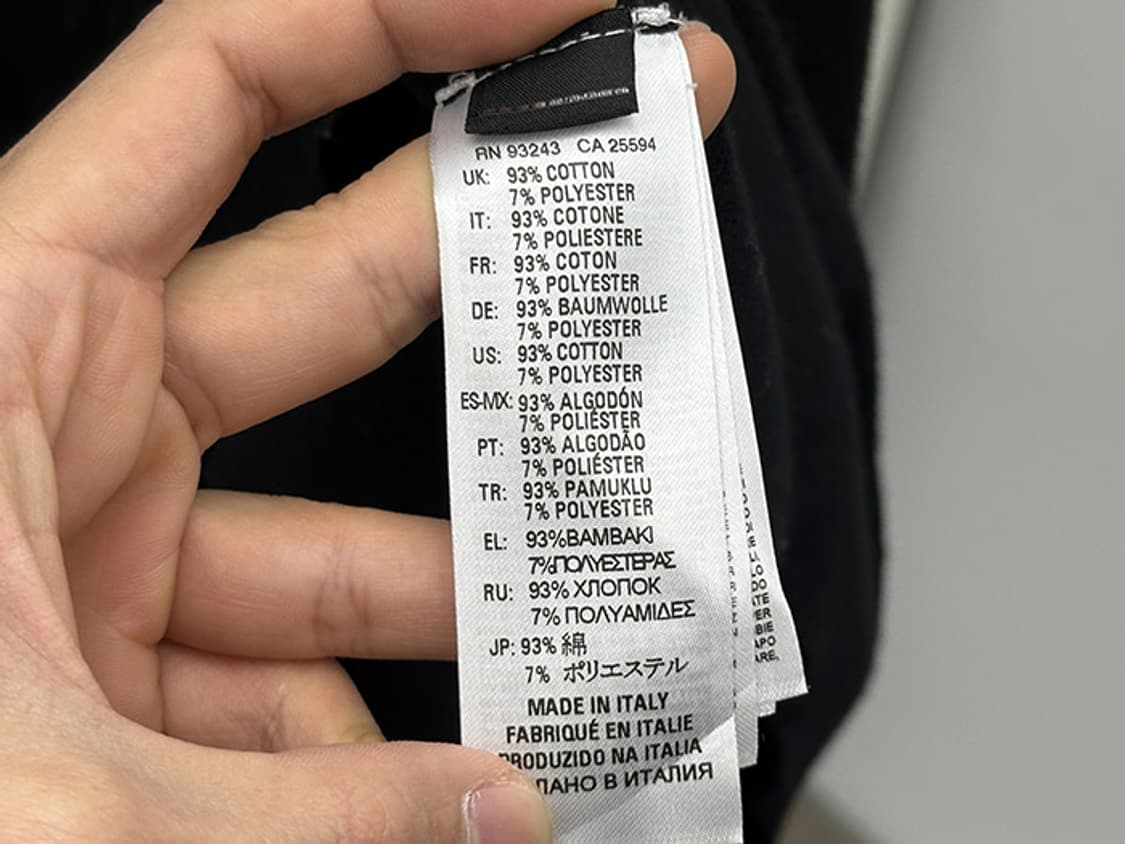 RN 93243 CA 25594
UK: 93% COTTON
7% POLYESTER
IT: 93% COTONE
7% POLIESTERE
FR: 93% COTON
7% POLYESTER
DE: 93% BAUMWOLLE
7% POLYESTER
US: 93% COTTON
7% POLYESTER
ES-MX: 93% ALGODÓN
7% POLIÉSTER
PT: 93% ALGODÃO
7% POLIÉSTER
TR: 93% PAMUKLU
7% POLYESTER
EL: 93%ΒΑΜΒΑΚΙ
7%ΠΟΛΥΕΣΤΕΡΑΣ
RU: 93% ХЛОПОК
7% ΠΟΛΥΑΜΙΔΕΣ
JP: 93% 綿
7% ポリエステル
MADE IN ITALY
FABRIQUÉ EN ITALIE
PRODUZIDO NA ITALIA
В ИТАЛИЯ